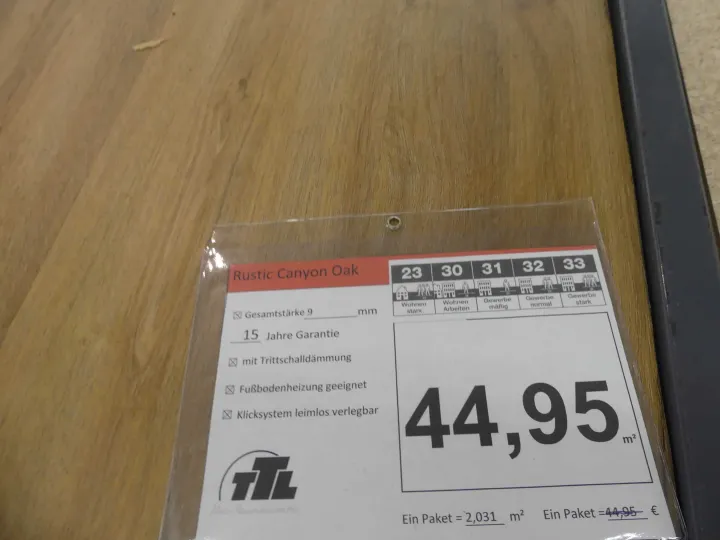 Rustic Canyon Oak
23 30 31 32 33
Wohnen stark
Wohnen Arbeiten
Gewerbe mäßig
Gewerbe normal
Gewerbe stark
☒ Gesamtstärke 9 mm
15 Jahre Garantie
☒ mit Trittschalldämmung
☒ Fußbodenheizung geeignet
☒ Klicksystem leimlos verlegbar
44,95 m²
TTL
Ein Paket = 2,031 m² Ein Paket = 44,95 €